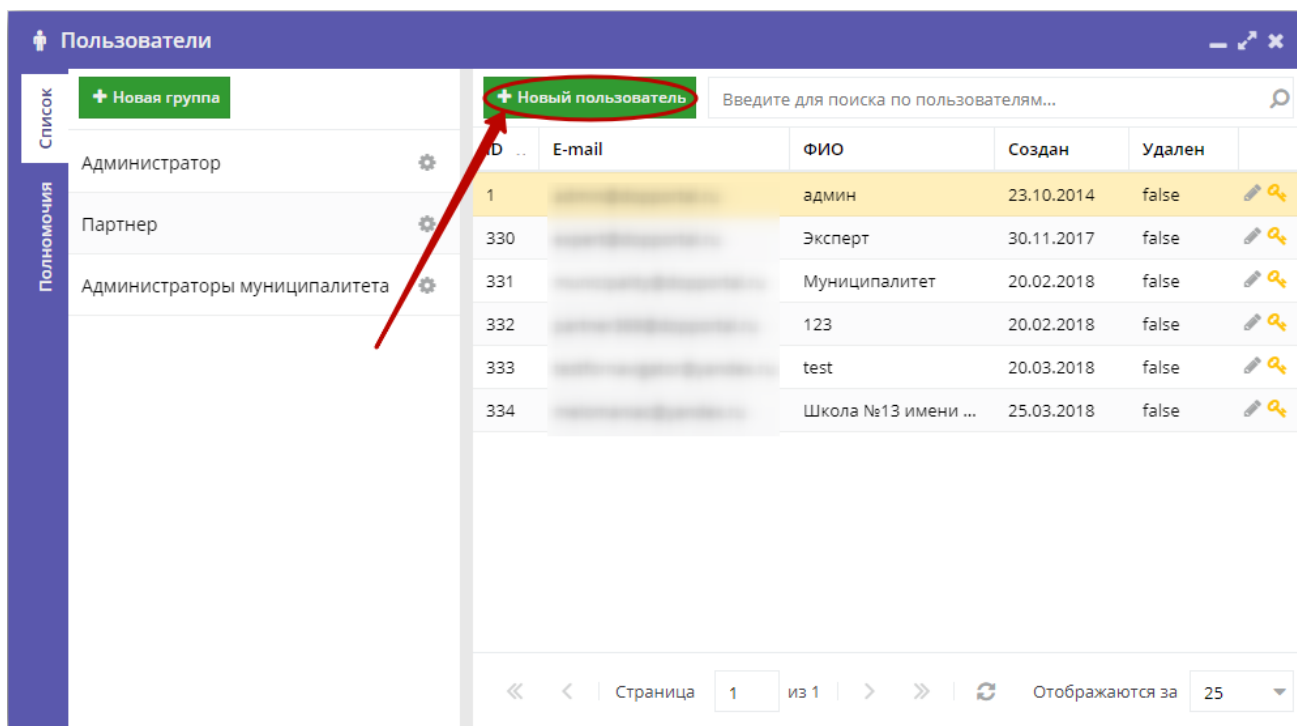 Пользователи
Список
Полномочия
+ Новая группа
Администратор
Партнер
Администраторы муниципалитета
+ Новый пользователь
Введите для поиска по пользователям...
ID .. E-mail ФИО Создан Удален
1 админ 23.10.2014 false
330 Эксперт 30.11.2017 false
331 Муниципалитет 20.02.2018 false
332 123 20.02.2018 false
333 test 20.03.2018 false
334 Школа №13 имени ... 25.03.2018 false
Страница 1 из 1 Отображаются за 25